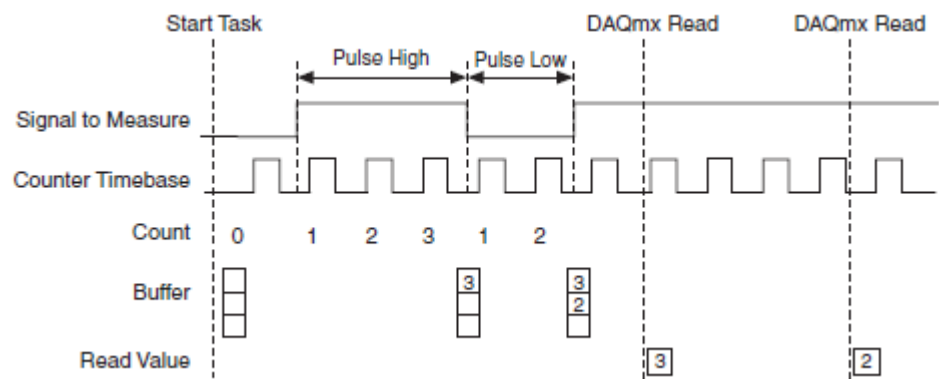 Start Task DAQmx Read DAQmx Read
Pulse High Pulse Low
Signal to Measure
Counter Timebase
Count 0 1 2 3 1 2
3 3
Buffer 2
Read Value 3 2